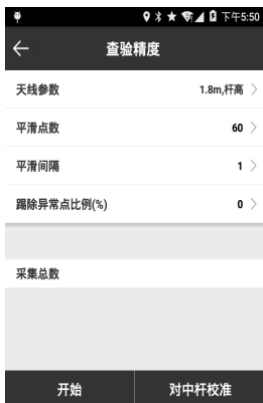 下午5:50
查验精度
天线参数 1.8m,杆高
平滑点数 60
平滑间隔 1
踢除异常点比例(%) 0
采集总数
开始 对中杆校准